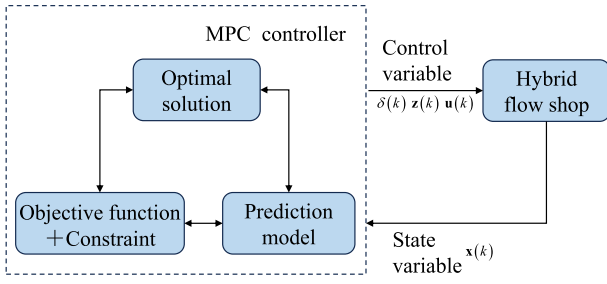 MPC controller
Optimal
solution
Control
variable
δ(k) z(k) u(k)
Hybrid
flow shop
Objective function
+Constraint
Prediction
model
State
variable x(k)